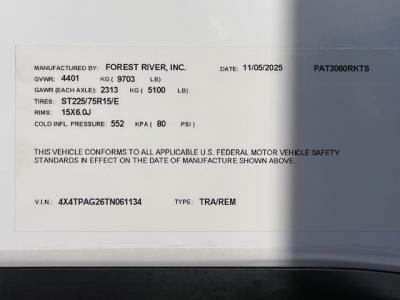 MANUFACTURED BY: FOREST RIVER, INC. DATE: 11/05/2025 PAT3060RKTS
GVWR: 4401 KG ( 9703 LB)
GAWR (EACH AXLE): 2313 KG ( 5100 LB)
TIRES: ST225/75R15/E
RIMS: 15X6.0J
COLD INFL. PRESSURE: 552 KPA ( 80 PSI)
THIS VEHICLE CONFORMS TO ALL APPLICABLE U.S. FEDERAL MOTOR VEHICLE SAFETY
STANDARDS IN EFFECT ON THE DATE OF MANUFACTURE SHOWN ABOVE.
V.I.N.: 4X4TPAG26TN061134 TYPE: TRA/REM